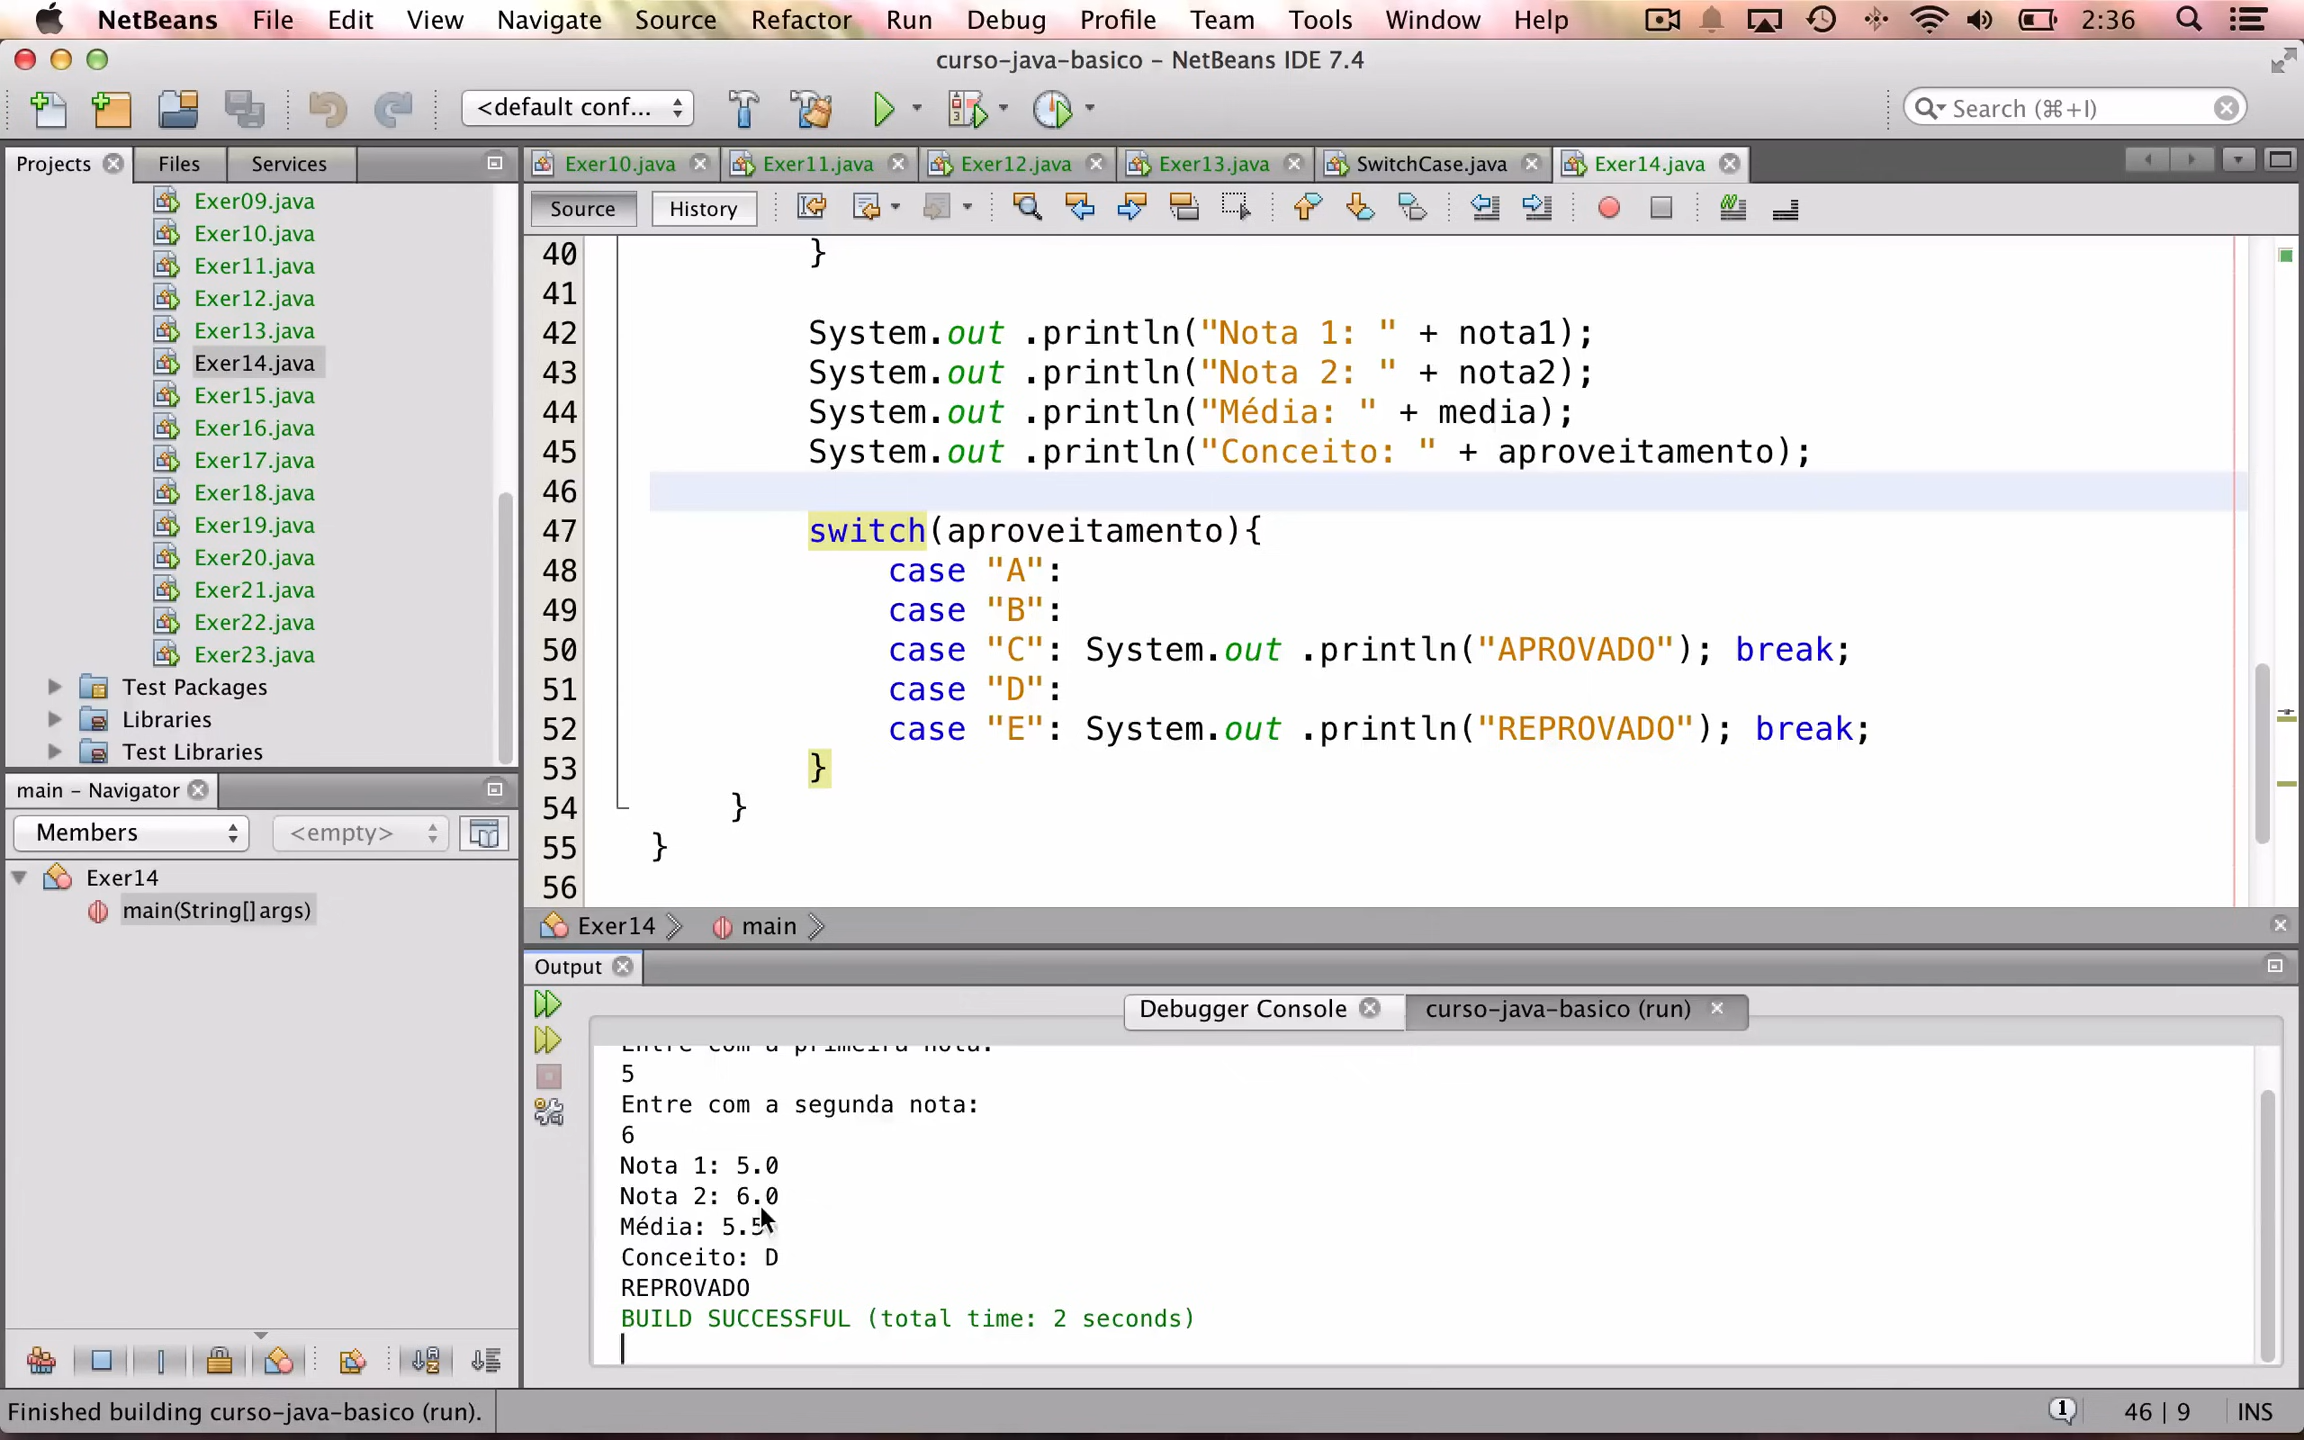 NetBeans File Edit View Navigate Source Refactor Run Debug Profile Team Tools Window Help 2:36
curso-java-basico – NetBeans IDE 7.4
<default conf... Search (⌘+I)
Projects Files Services
Exer09.java
Exer10.java
Exer11.java
Exer12.java
Exer13.java
Exer14.java
Exer15.java
Exer16.java
Exer17.java
Exer18.java
Exer19.java
Exer20.java
Exer21.java
Exer22.java
Exer23.java
Test Packages
Libraries
Test Libraries
main – Navigator
Members <empty>
Exer14
main(String[] args)
Exer10.java Exer11.java Exer12.java Exer13.java SwitchCase.java Exer14.java
Source History
40 }
41
42 System.out .println("Nota 1: " + nota1);
43 System.out .println("Nota 2: " + nota2);
44 System.out .println("Média: " + media);
45 System.out .println("Conceito: " + aproveitamento);
46
47 switch(aproveitamento){
48 case "A":
49 case "B":
50 case "C": System.out .println("APROVADO"); break;
51 case "D":
52 case "E": System.out .println("REPROVADO"); break;
53 }
54 }
55 }
56
Exer14 main
Output
Debugger Console curso-java-basico (run)
Entre com a primeira nota:
5
Entre com a segunda nota:
6
Nota 1: 5.0
Nota 2: 6.0
Média: 5.5
Conceito: D
REPROVADO
BUILD SUCCESSFUL (total time: 2 seconds)
Finished building curso-java-basico (run). 1 46 | 9 INS